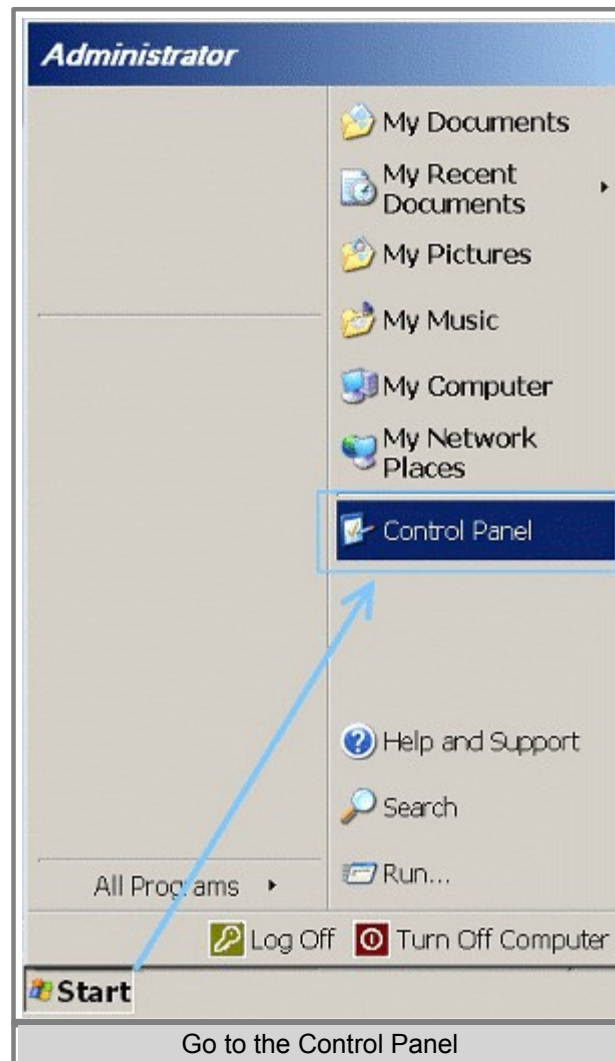 Administrator
My Documents
My Recent
Documents
My Pictures
My Music
My Computer
My Network
Places
Control Panel
Help and Support
Search
Run...
All Programs
Log Off
Turn Off Computer
Start
Go to the Control Panel